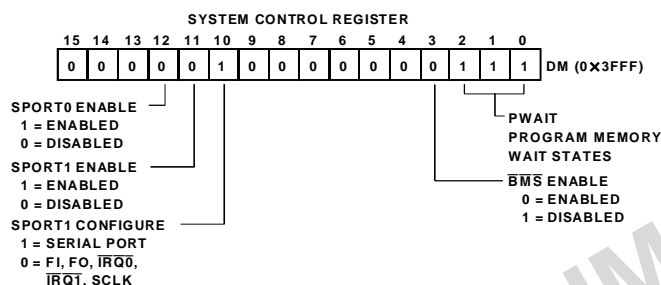 SYSTEM CONTROL REGISTER
15 14 13 12 11 10 9 8 7 6 5 4 3 2 1 0
0 0 0 0 0 1 0 0 0 0 0 0 0 1 1 1 DM (0✕3FFF)
SPORT0 ENABLE
1 = ENABLED
0 = DISABLED
SPORT1 ENABLE
1 = ENABLED
0 = DISABLED
SPORT1 CONFIGURE
1 = SERIAL PORT
0 = FI, FO, I̅R̅Q̅0̅,
I̅R̅Q̅1̅, SCLK
PWAIT
PROGRAM MEMORY
WAIT STATES
B̅M̅S̅ ENABLE
0 = ENABLED
1 = DISABLED